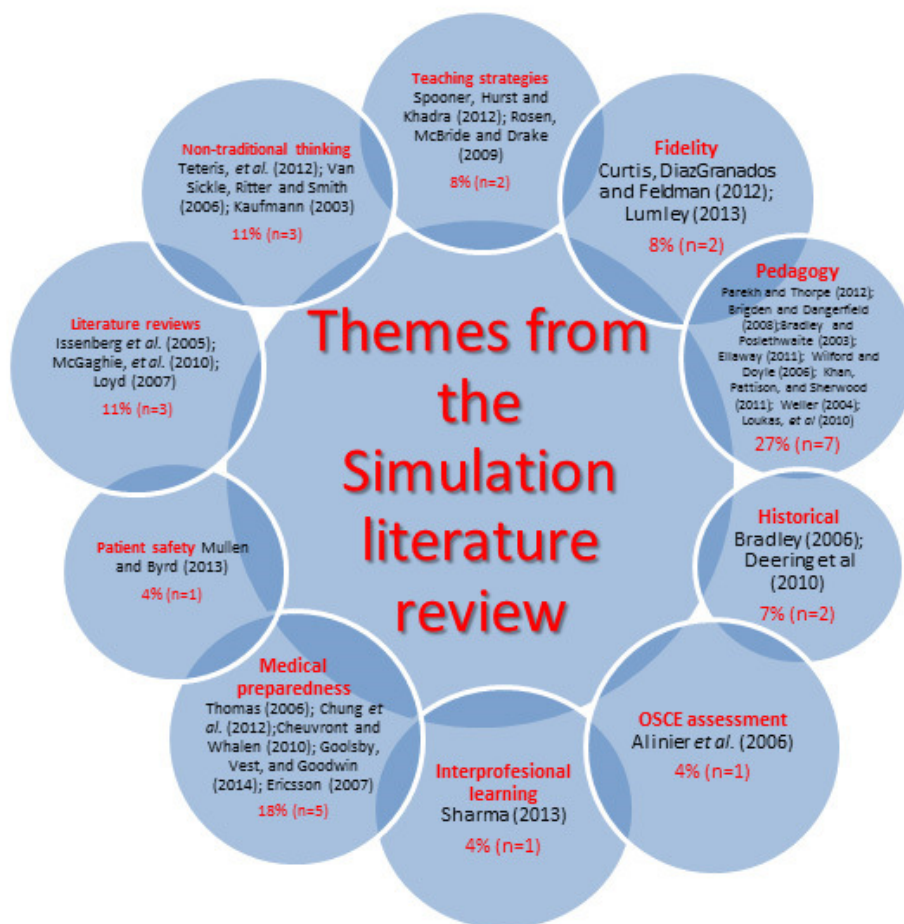 Themes from
the
Simulation
literature
review
Teaching strategies
Spooner, Hurst and
Khadra (2012); Rosen,
McBride and Drake
(2009)
8% (n=2)
Fidelity
Curtis, DiazGranados
and Feldman (2012);
Lumley (2013)
8% (n=2)
Pedagogy
Parekh and Thorpe (2012);
Brigden and Dangerfield
(2008);Bradley and
Poslethwaite (2003);
Ellaway (2011); Wilford and
Doyle (2006); Khan,
Pattison, and Sherwood
(2011); Weller (2004);
Loukas, et al (2010)
27% (n=7)
Historical
Bradley (2006);
Deering et al
(2010)
7% (n=2)
OSCE assessment
Alinier et al. (2006)
4% (n=1)
Interprofesional
learning
Sharma (2013)
4% (n=1)
Medical
preparedness
Thomas (2006); Chung et
al. (2012);Cheuvront and
Whalen (2010); Goolsby,
Vest, and Goodwin
(2014); Ericsson (2007)
18% (n=5)
Patient safety Mullen
and Byrd (2013)
4% (n=1)
Literature reviews
Issenberg et al. (2005);
McGaghie, et al. (2010);
Loyd (2007)
11% (n=3)
Non-traditional thinking
Teteris, et al. (2012); Van
Sickle, Ritter and Smith
(2006); Kaufmann (2003)
11% (n=3)